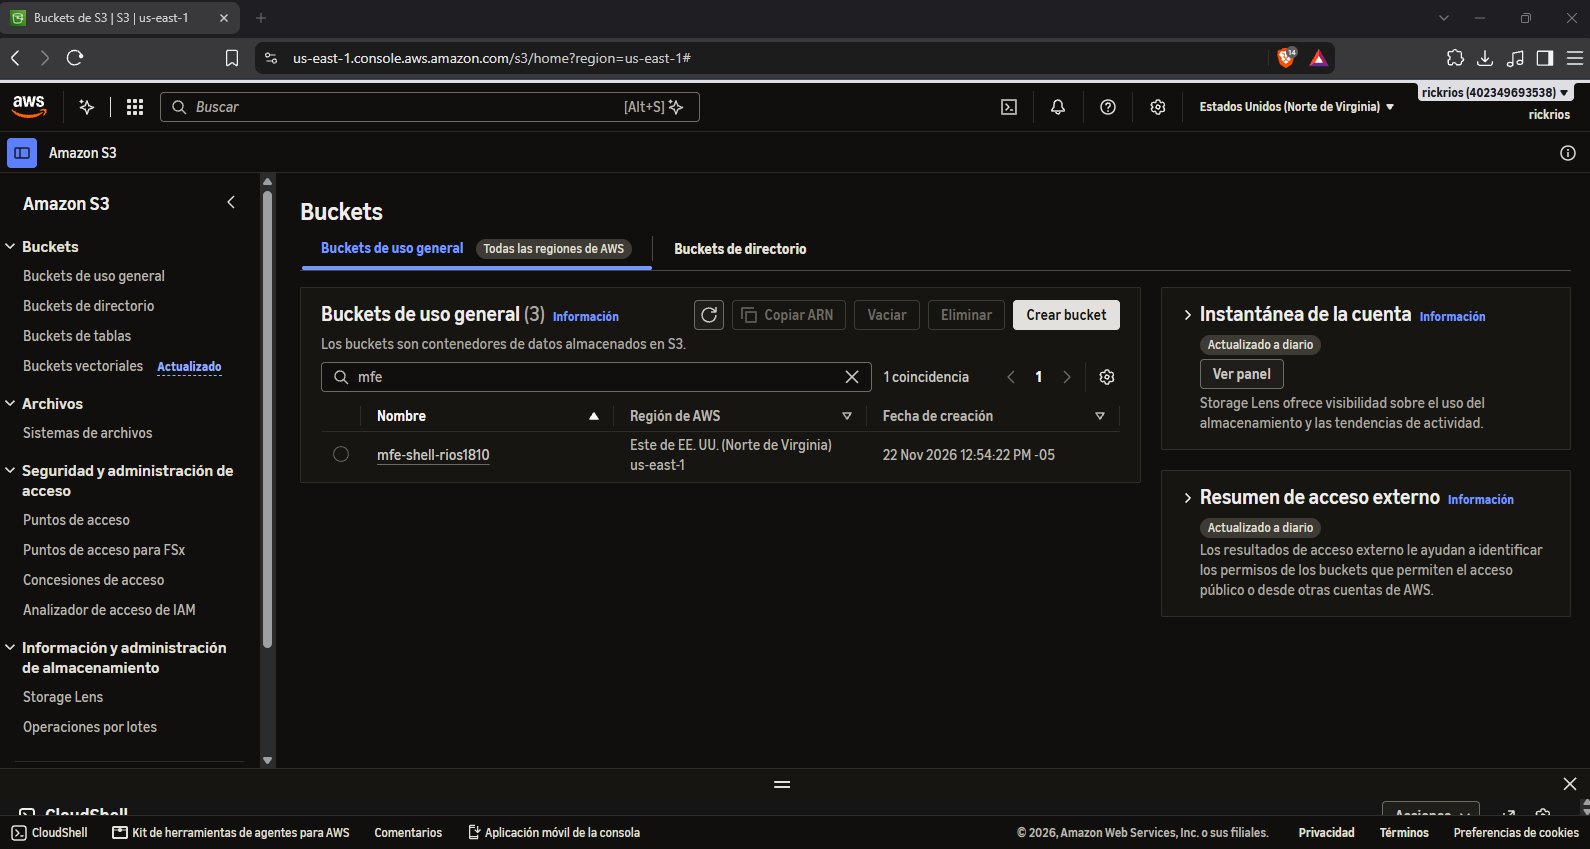 Buckets de S3 | S3 | us-east-1
us-east-1.console.aws.amazon.com/s3/home?region=us-east-1#
14
aws
Buscar
[Alt+S]
Estados Unidos (Norte de Virginia)
rickrios (402349693538)
rickrios
Amazon S3
Amazon S3
Buckets
Buckets de uso general
Buckets de directorio
Buckets de tablas
Buckets vectoriales Actualizado
Archivos
Sistemas de archivos
Seguridad y administración de
acceso
Puntos de acceso
Puntos de acceso para FSx
Concesiones de acceso
Analizador de acceso de IAM
Información y administración
de almacenamiento
Storage Lens
Operaciones por lotes
Buckets
Buckets de uso general Todas las regiones de AWS Buckets de directorio
Buckets de uso general (3) Información
Copiar ARN Vaciar Eliminar Crear bucket
Los buckets son contenedores de datos almacenados en S3.
mfe
1 coincidencia
1
Nombre Región de AWS Fecha de creación
mfe-shell-rios1810
Este de EE. UU. (Norte de Virginia)
us-east-1
22 Nov 2026 12:54:22 PM -05
Instantánea de la cuenta Información
Actualizado a diario
Ver panel
Storage Lens ofrece visibilidad sobre el uso del
almacenamiento y las tendencias de actividad.
Resumen de acceso externo Información
Actualizado a diario
Los resultados de acceso externo le ayudan a identificar
los permisos de los buckets que permiten el acceso
público o desde otras cuentas de AWS.
CloudShell
Acciones
CloudShell Kit de herramientas de agentes para AWS Comentarios Aplicación móvil de la consola
© 2026, Amazon Web Services, Inc. o sus filiales. Privacidad Términos Preferencias de cookies